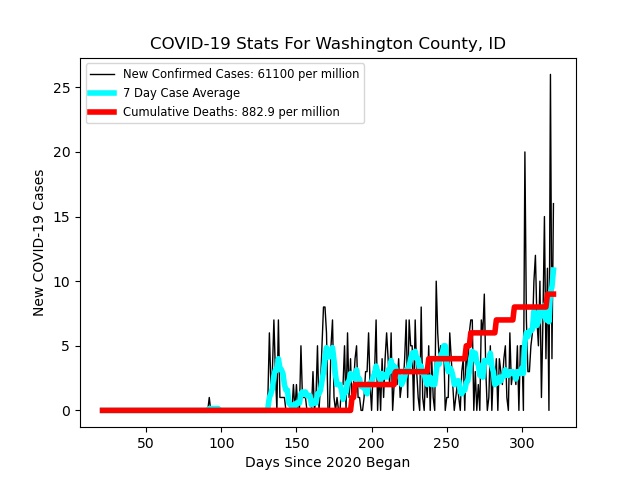 COVID-19 Stats For Washington County, ID
New Confirmed Cases: 61100 per million
7 Day Case Average
Cumulative Deaths: 882.9 per million
New COVID-19 Cases
25
20
15
10
5
0
50 100 150 200 250 300
Days Since 2020 Began